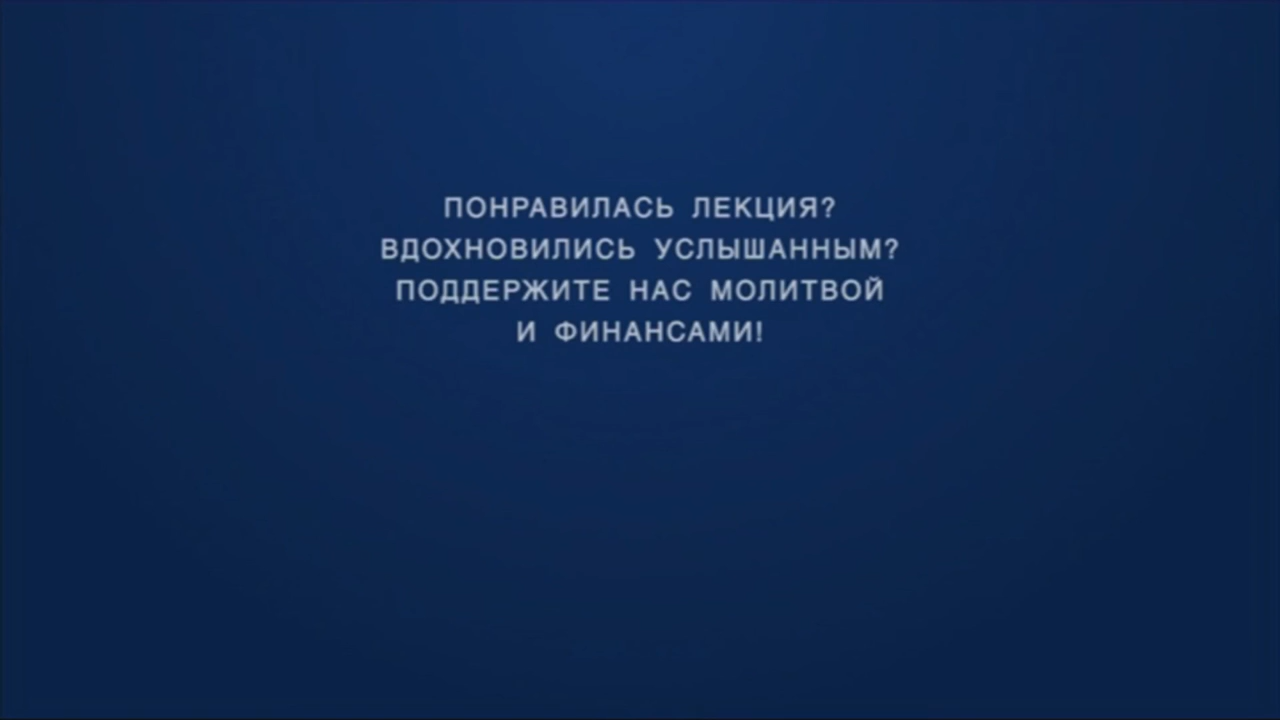 ПОНРАВИЛАСЬ ЛЕКЦИЯ?
ВДОХНОВИЛИСЬ УСЛЫШАННЫМ?
ПОДДЕРЖИТЕ НАС МОЛИТВОЙ
И ФИНАНСАМИ!